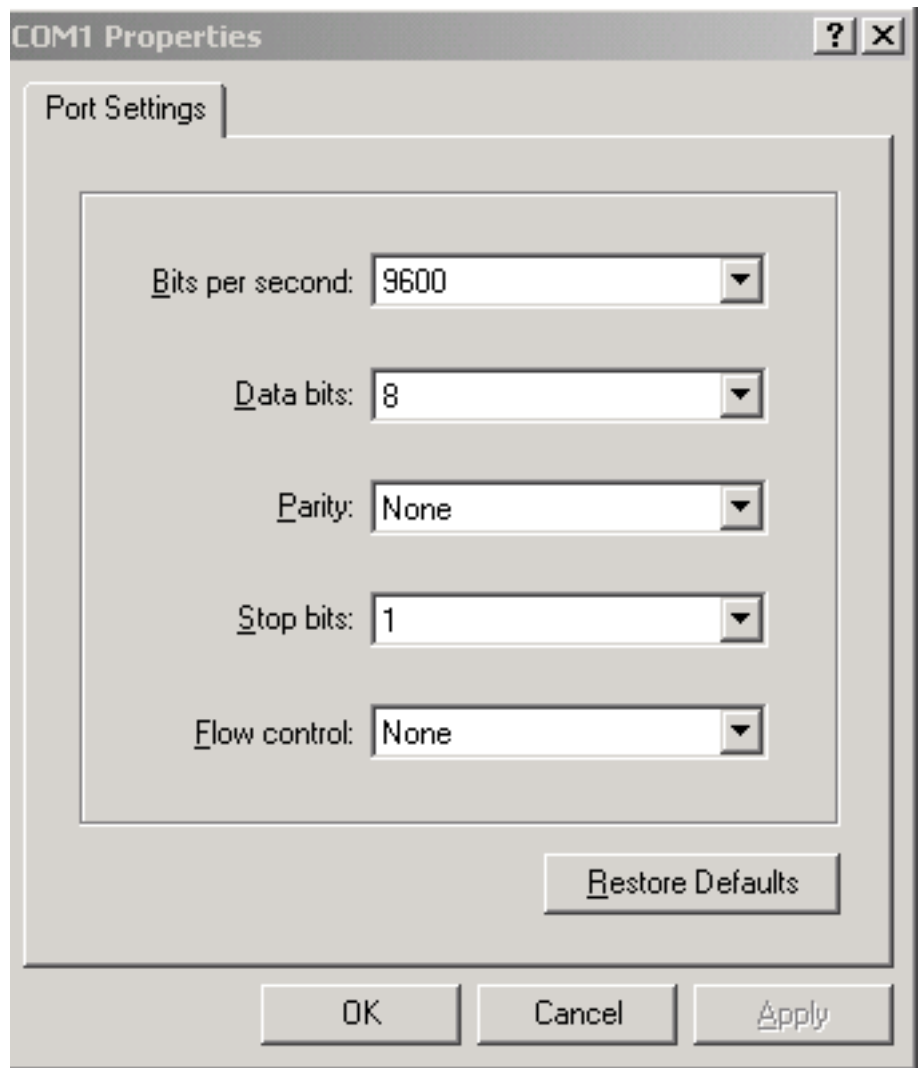 COM1 Properties ? X
Port Settings
Bits per second: 9600
Data bits: 8
Parity: None
Stop bits: 1
Flow control: None
Restore Defaults
OK Cancel Apply